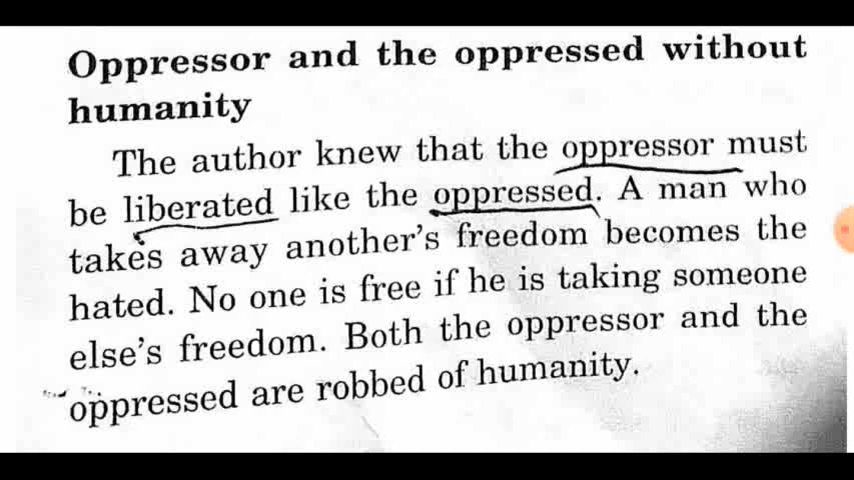 Oppressor and the oppressed without
humanity
The author knew that the oppressor must
be liberated like the oppressed. A man who
takes away another's freedom becomes the
hated. No one is free if he is taking someone
else's freedom. Both the oppressor and the
oppressed are robbed of humanity.